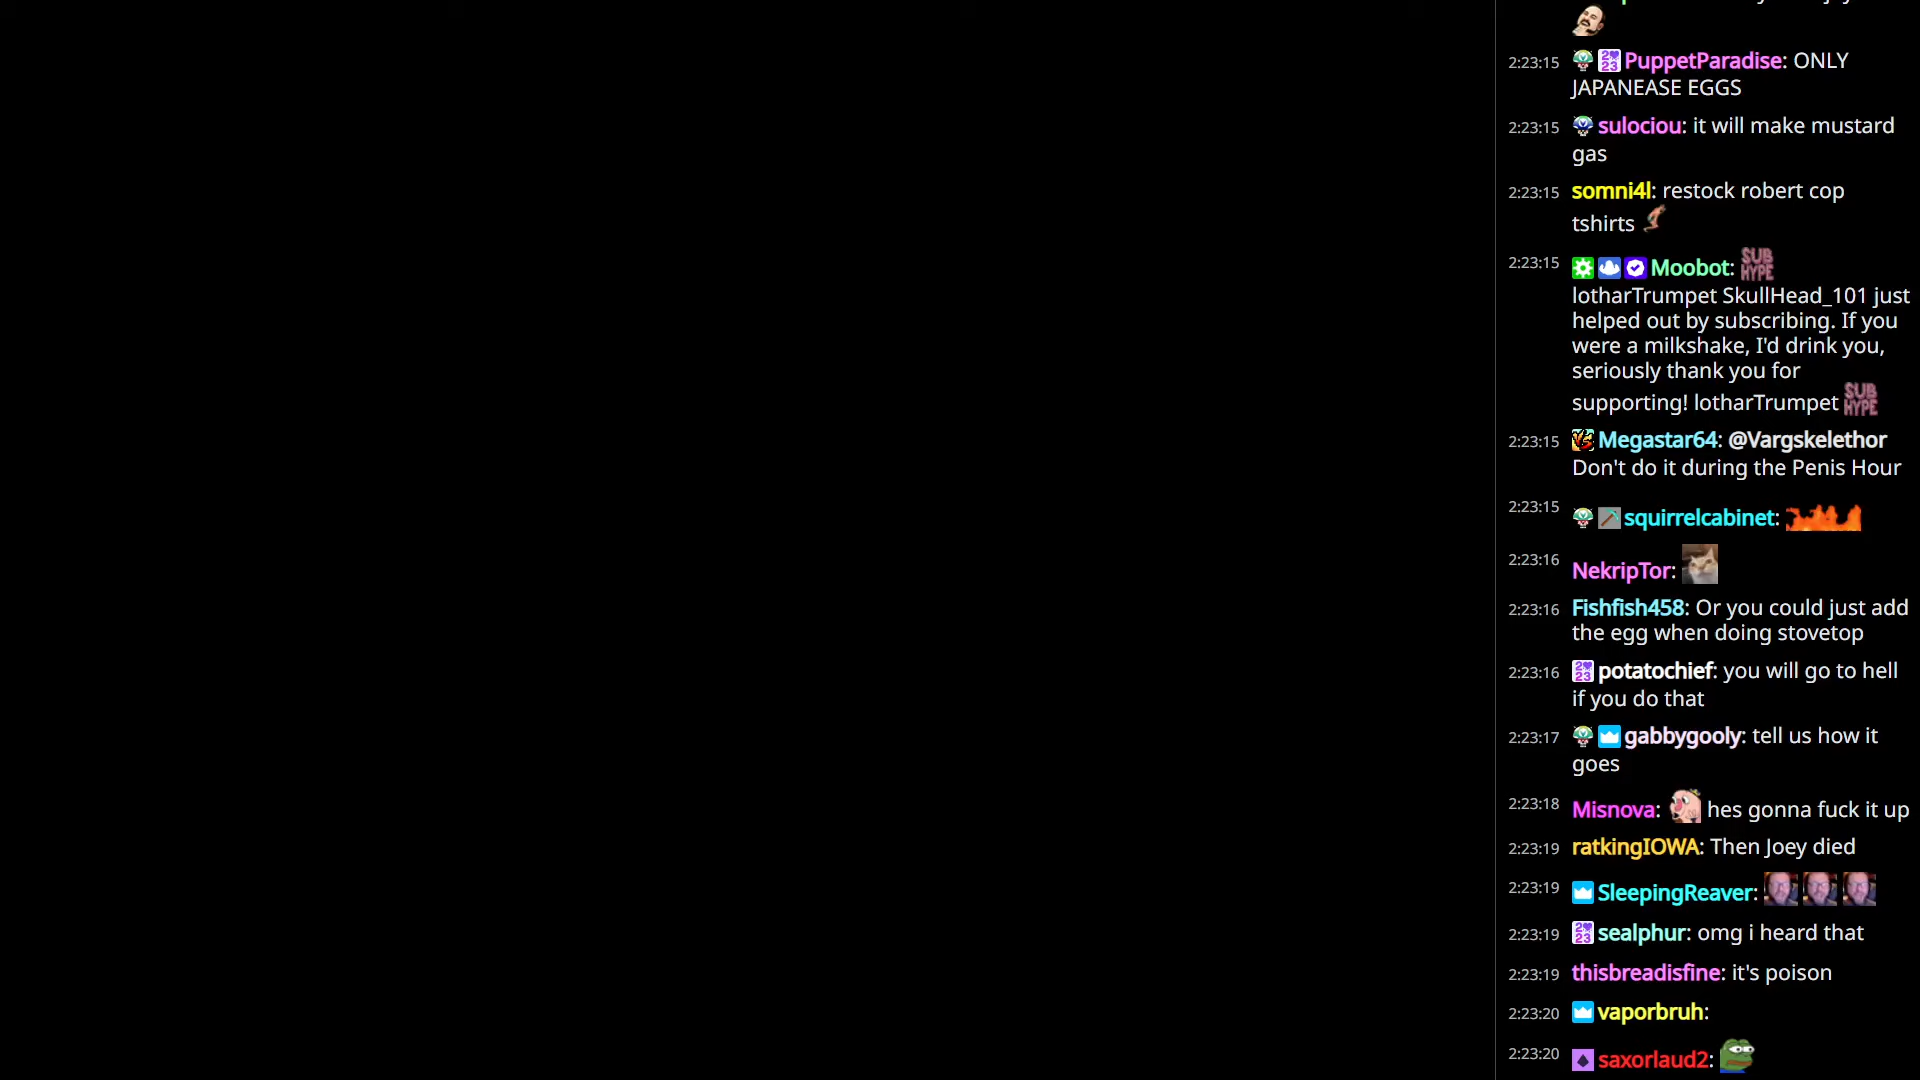 2:23:15 PuppetParadise: ONLY
JAPANEASE EGGS
2:23:15 sulociou: it will make mustard
gas
2:23:15 somni4l: restock robert cop
tshirts
2:23:15 Moobot: SUB HYPE
lotharTrumpet SkullHead_101 just
helped out by subscribing. If you
were a milkshake, I'd drink you,
seriously thank you for
supporting! lotharTrumpet SUB HYPE
2:23:15 Megastar64: @Vargskelethor
Don't do it during the Penis Hour
2:23:15 squirrelcabinet:
2:23:16 NekripTor:
2:23:16 Fishfish458: Or you could just add
the egg when doing stovetop
2:23:16 potatochief: you will go to hell
if you do that
2:23:17 gabbygooly: tell us how it
goes
2:23:18 Misnova: hes gonna fuck it up
2:23:19 ratkingIOWA: Then Joey died
2:23:19 SleepingReaver:
2:23:19 sealphur: omg i heard that
2:23:19 thisbreadisfine: it's poison
2:23:20 vaporbruh:
2:23:20 saxorlaud2: